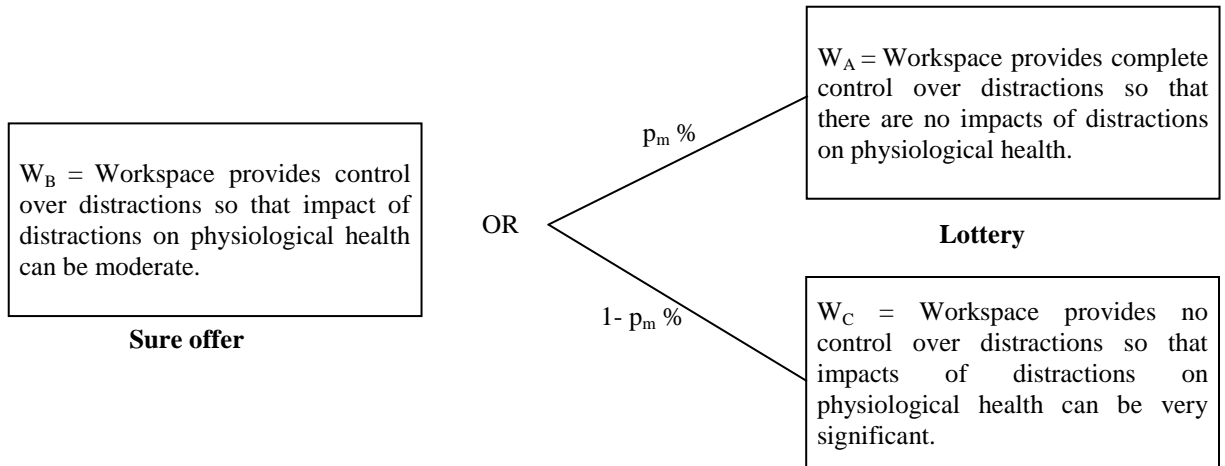 W_B = Workspace provides control
over distractions so that impact of
distractions on physiological health
can be moderate.
Sure offer
OR
p_m %
1- p_m %
W_A = Workspace provides complete
control over distractions so that
there are no impacts of distractions
on physiological health.
Lottery
W_C = Workspace provides no
control over distractions so that
impacts of distractions on
physiological health can be very
significant.